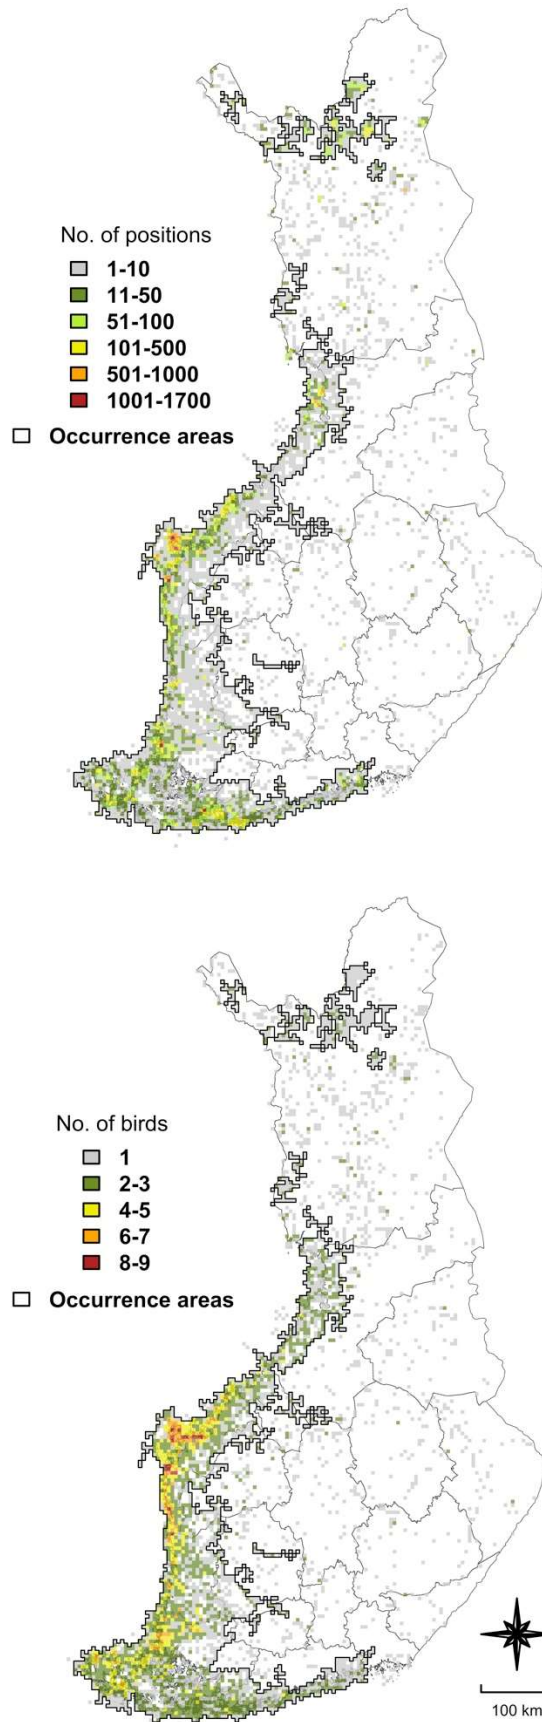 No. of positions
1-10
11-50
51-100
101-500
501-1000
1001-1700
Occurrence areas
No. of birds
1
2-3
4-5
6-7
8-9
Occurrence areas
100 km